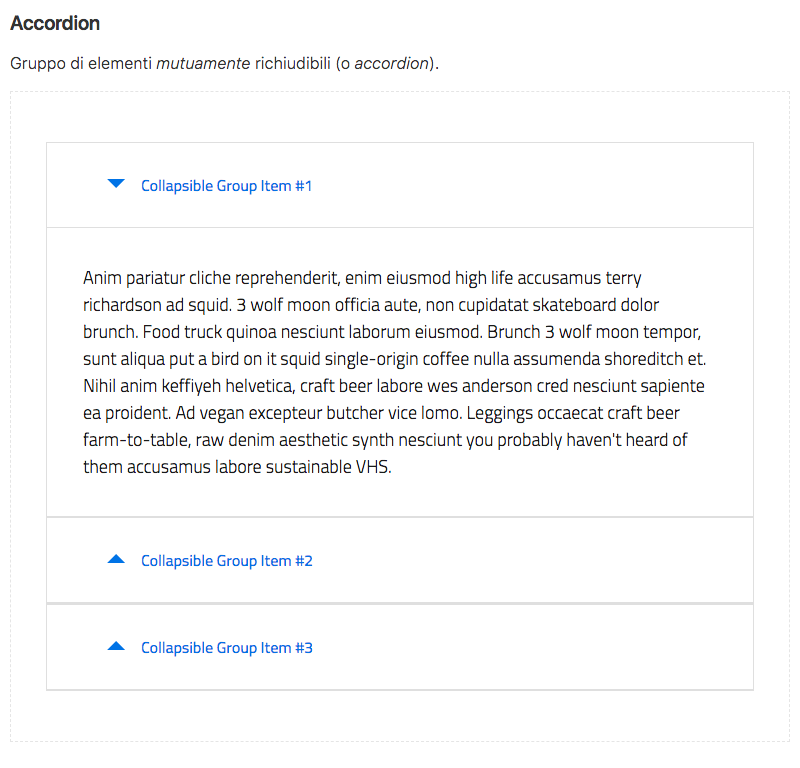 Accordion
Gruppo di elementi mutuamente richiudibili (o accordion).
Collapsible Group Item #1
Anim pariatur cliche reprehenderit, enim eiusmod high life accusamus terry
richardson ad squid. 3 wolf moon officia aute, non cupidatat skateboard dolor
brunch. Food truck quinoa nesciunt laborum eiusmod. Brunch 3 wolf moon tempor,
sunt aliqua put a bird on it squid single-origin coffee nulla assumenda shoreditch et.
Nihil anim keffiyeh helvetica, craft beer labore wes anderson cred nesciunt sapiente
ea proident. Ad vegan excepteur butcher vice lomo. Leggings occaecat craft beer
farm-to-table, raw denim aesthetic synth nesciunt you probably haven't heard of
them accusamus labore sustainable VHS.
Collapsible Group Item #2
Collapsible Group Item #3